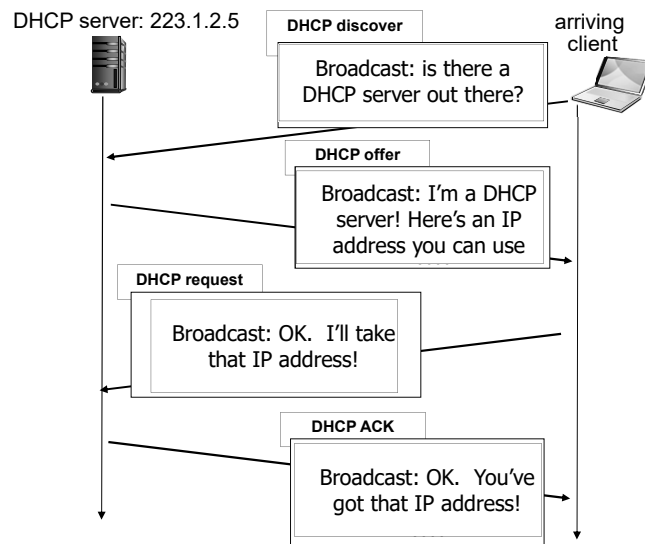 DHCP server: 223.1.2.5
DHCP discover
arriving
client
Broadcast: is there a
DHCP server out there?
DHCP offer
Broadcast: I’m a DHCP
server! Here’s an IP
address you can use
DHCP request
Broadcast: OK.  I’ll take
that IP address!
DHCP ACK
Broadcast: OK.  You’ve
got that IP address!